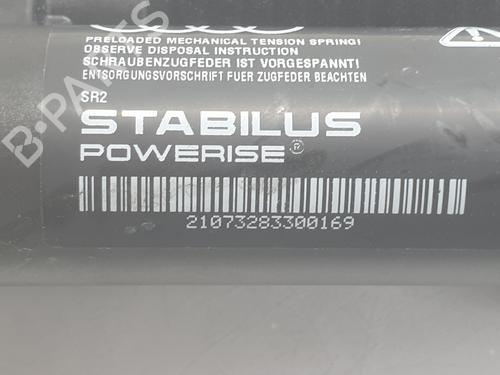 PRELOADED MECHANICAL TENSION SPRING!
OBSERVE DISPOSAL INSTRUCTION
SCHRAUBENZUGFEDER IST VORGESPANNT!
ENTSORGUNGSVORSCHRIFT FUER ZUGFEDER BEACHTEN
SR2
STABILUS
POWERISE®
21073283300169
B-PARTS